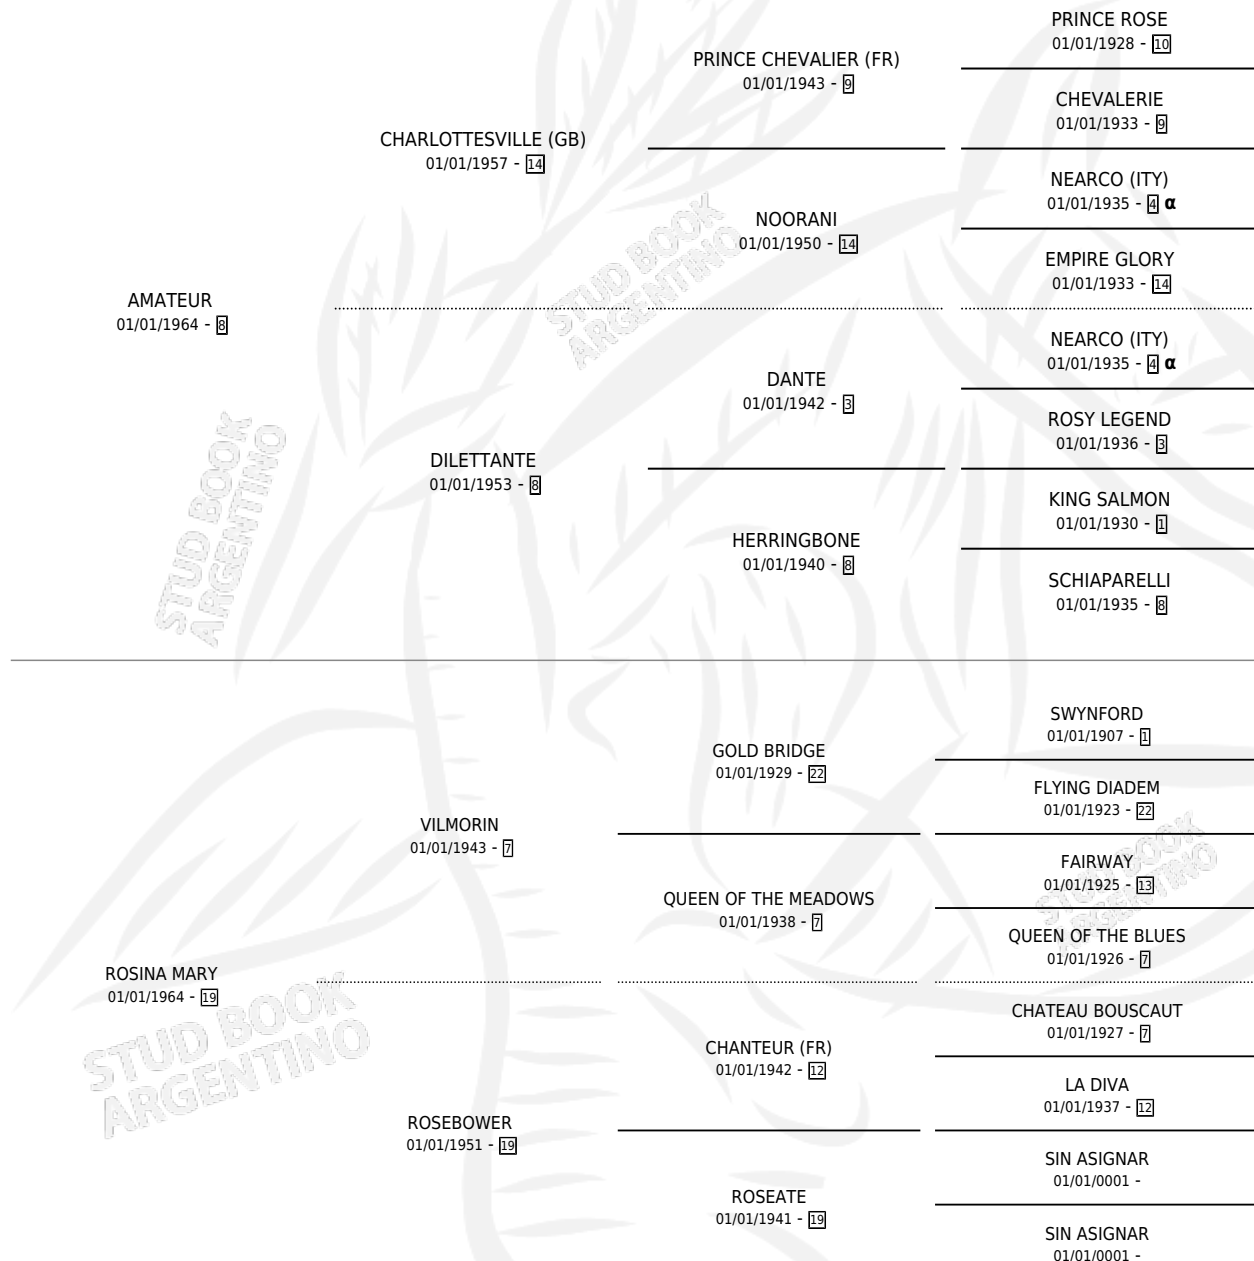 PRINCE ROSE
01/01/1928 - 10
PRINCE CHEVALIER (FR)
01/01/1943 - 9
CHEVALERIE
01/01/1933 - 9
CHARLOTTESVILLE (GB)
01/01/1957 - 14
NEARCO (ITY)
01/01/1935 - 4 α
NOORANI
01/01/1950 - 14
EMPIRE GLORY
01/01/1933 - 14
STUD BOOK
ARGENTINO
AMATEUR
01/01/1964 - 8
NEARCO (ITY)
01/01/1935 - 4 α
DANTE
01/01/1942 - 3
ROSY LEGEND
01/01/1936 - 3
DILETTANTE
01/01/1953 - 8
KING SALMON
01/01/1930 - 1
HERRINGBONE
01/01/1940 - 8
SCHIAPARELLI
01/01/1935 - 8
STUD BOOK
ARGENTINO
SWYNFORD
01/01/1907 - 1
GOLD BRIDGE
01/01/1929 - 22
FLYING DIADEM
01/01/1923 - 22
VILMORIN
01/01/1943 - 7
FAIRWAY
01/01/1925 - 13
QUEEN OF THE MEADOWS
01/01/1938 - 7
QUEEN OF THE BLUES
01/01/1926 - 7
STUD BOOK
ARGENTINO
ROSINA MARY
01/01/1964 - 19
CHATEAU BOUSCAUT
01/01/1927 - 7
CHANTEUR (FR)
01/01/1942 - 12
LA DIVA
01/01/1937 - 12
STUD BOOK
ARGENTINO
ROSEBOWER
01/01/1951 - 19
SIN ASIGNAR
01/01/0001 -
ROSEATE
01/01/1941 - 19
SIN ASIGNAR
01/01/0001 -